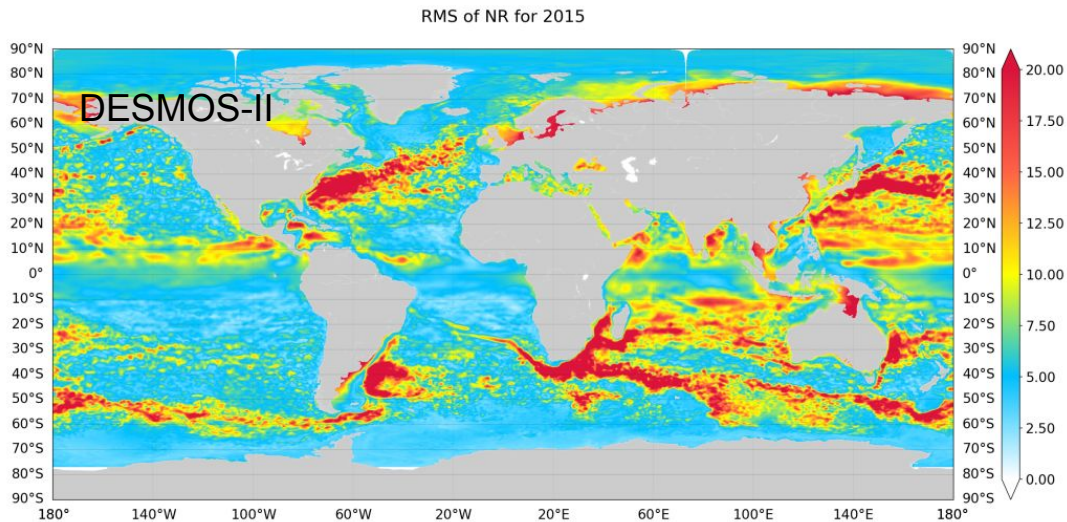 RMS of NR for 2015
90°N 90°N 20.00
80°N 80°N
70°N DESMOS-II 70°N 17.50
60°N 60°N
50°N 50°N 15.00
40°N 40°N
30°N 30°N 12.50
20°N 20°N
10°N 10°N
0° 0° 10.00
10°S 10°S
20°S 20°S 7.50
30°S 30°S
40°S 40°S 5.00
50°S 50°S
60°S 60°S
70°S 70°S 2.50
80°S 80°S
90°S 90°S 0.00
180° 140°W 100°W 60°W 20°W 20°E 60°E 100°E 140°E 180°